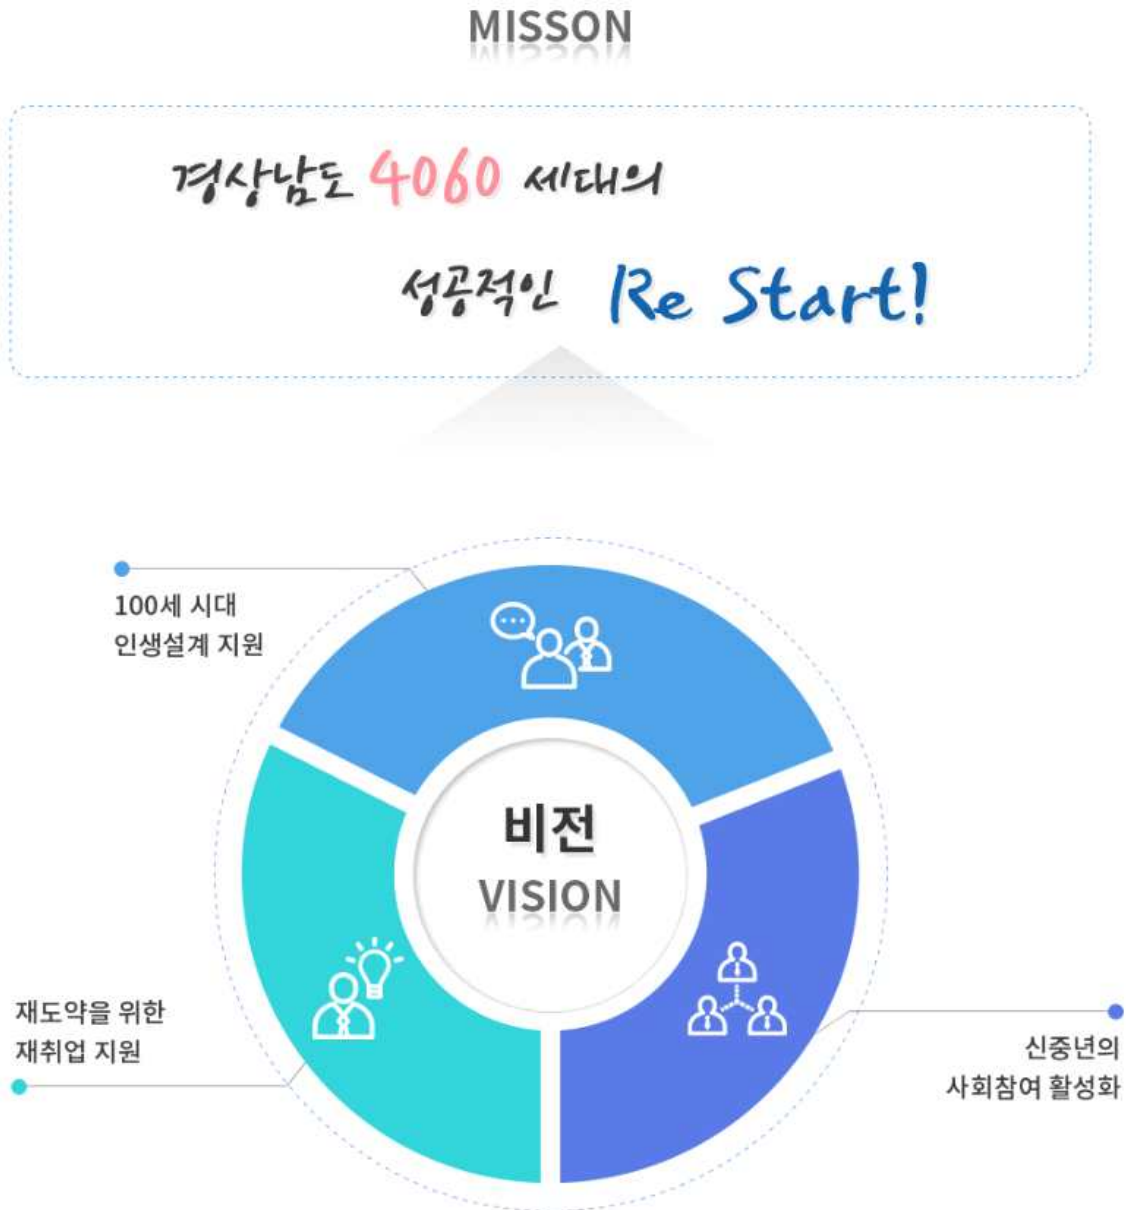 MISSON
경상남도 4060 세대의
성공적인 Re Start!
100세 시대
인생설계 지원
비전
VISION
재도약을 위한
재취업 지원
신중년의
사회참여 활성화